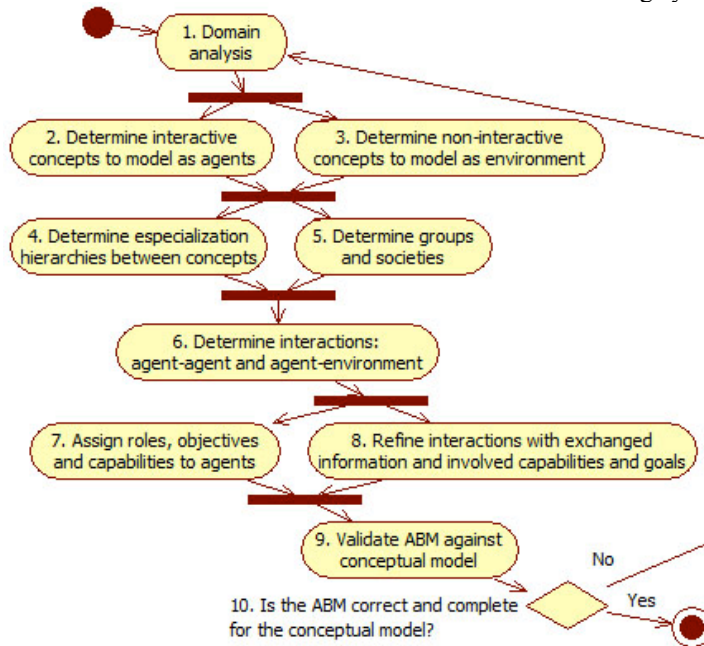 1. Domain
analysis
2. Determine interactive
concepts to model as agents
3. Determine non-interactive
concepts to model as environment
4. Determine especialization
hierarchies between concepts
5. Determine groups
and societies
6. Determine interactions:
agent-agent and agent-environment
7. Assign roles, objectives
and capabilities to agents
8. Refine interactions with exchanged
information and involved capabilities and goals
9. Validate ABM against
conceptual model
No
10. Is the ABM correct and complete
for the conceptual model?
Yes